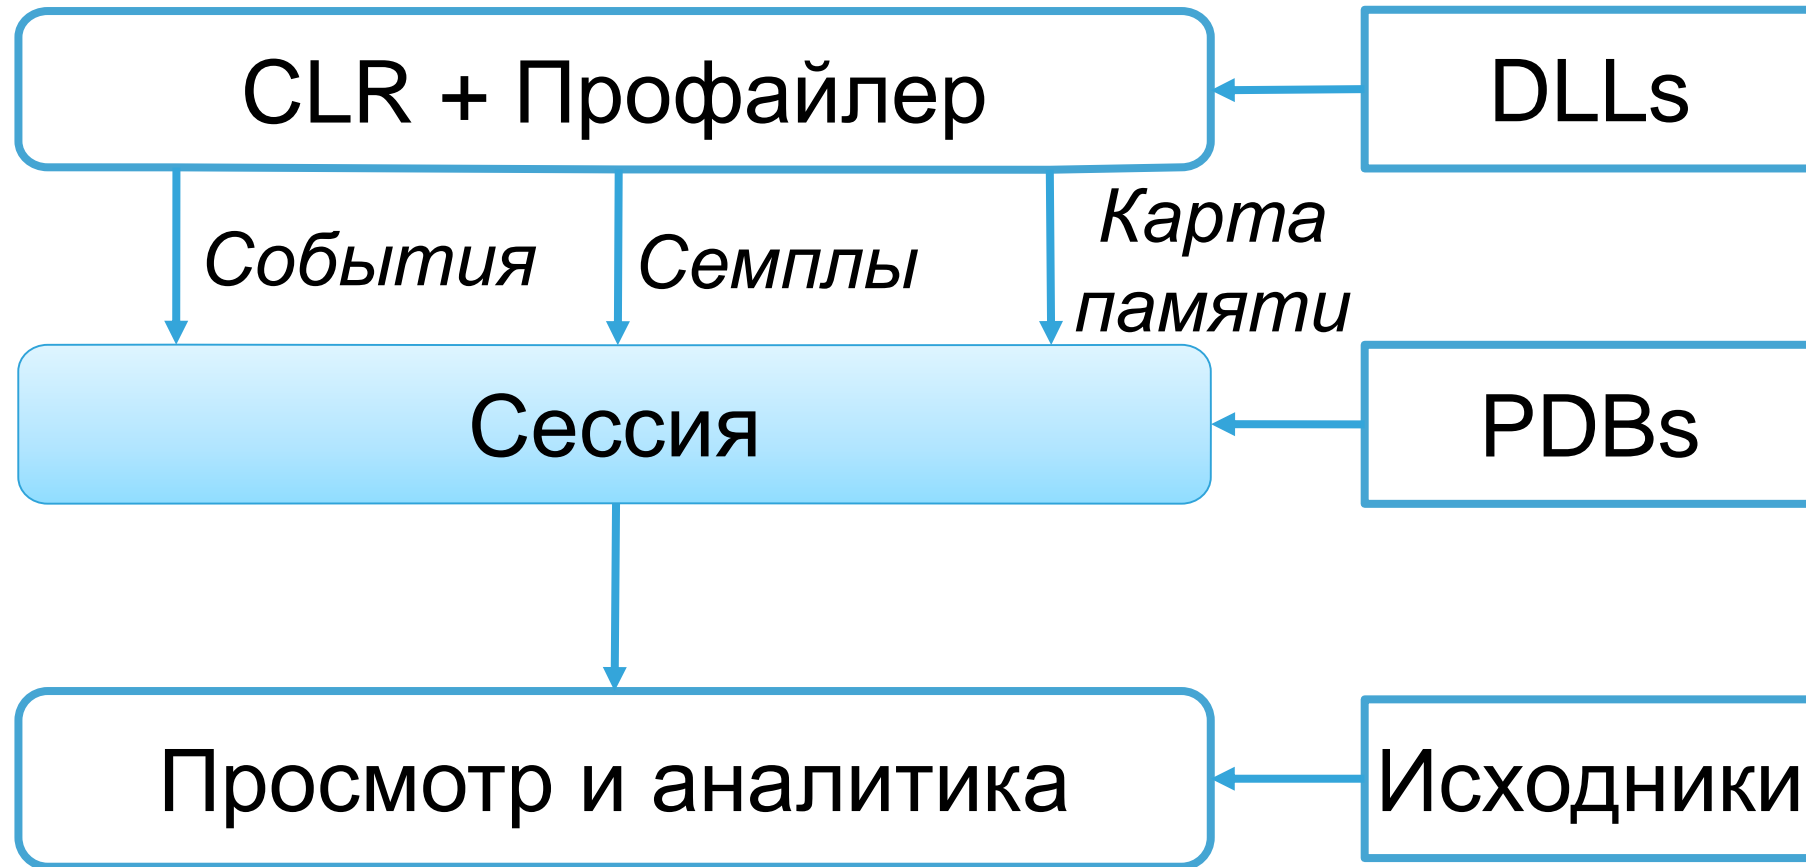 CLR + Профайлер
DLLs
События
Семплы
Карта
памяти
Сессия
PDBs
Просмотр и аналитика
Исходники